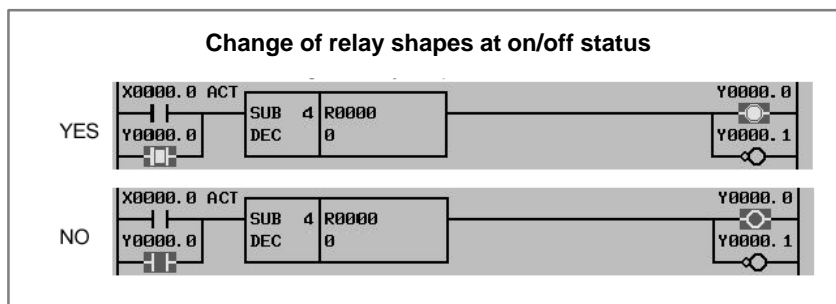 Change of relay shapes at on/off status
YES
X0000.0 ACT
Y0000.0
SUB 4 R0000
DEC 0
Y0000.0
Y0000.1
NO
X0000.0 ACT
Y0000.0
SUB 4 R0000
DEC 0
Y0000.0
Y0000.1